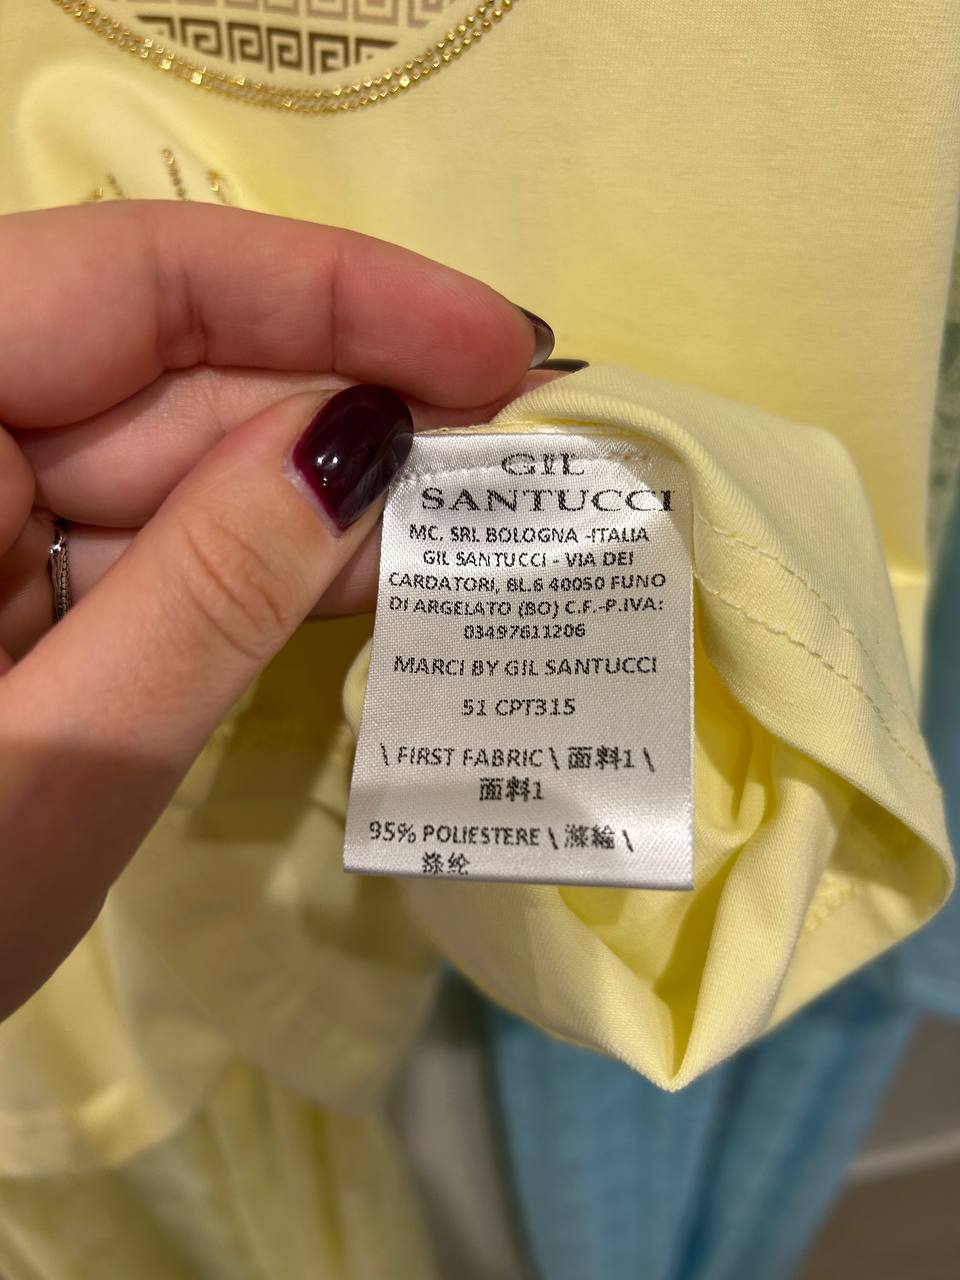 GIL
SANTUCCI
MC. SRL BOLOGNA -ITALIA
GIL SANTUCCI - VIA DEI
CARDATORI, BL.6 40050 FUNO
DI ARGELATO (BO) C.F.-P.IVA:
03497611206
MARCI BY GIL SANTUCCI
51 CPT315
\ FIRST FABRIC \ 面料1 \
面料1
95% POLIESTERE \ 滌綸 \
涤纶